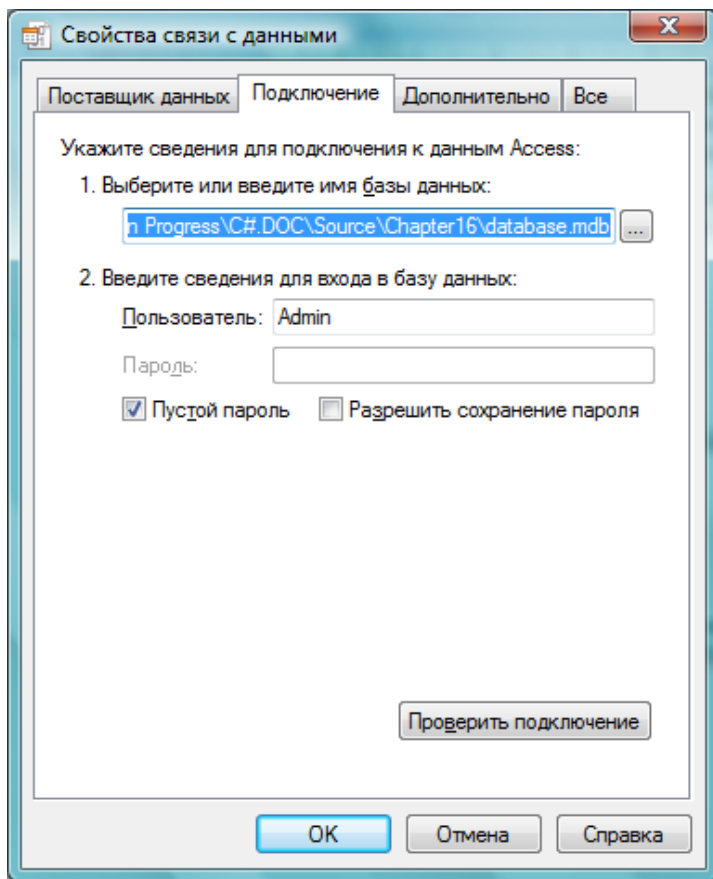 Свойства связи с данными
Поставщик данных Подключение Дополнительно Все
Укажите сведения для подключения к данным Access:
1. Выберите или введите имя базы данных:
n Progress\C#.DOC\Source\Chapter16\database.mdb ...
2. Введите сведения для входа в базу данных:
Пользователь: Admin
Пароль:
Пустой пароль Разрешить сохранение пароля
Проверить подключение
OK Отмена Справка